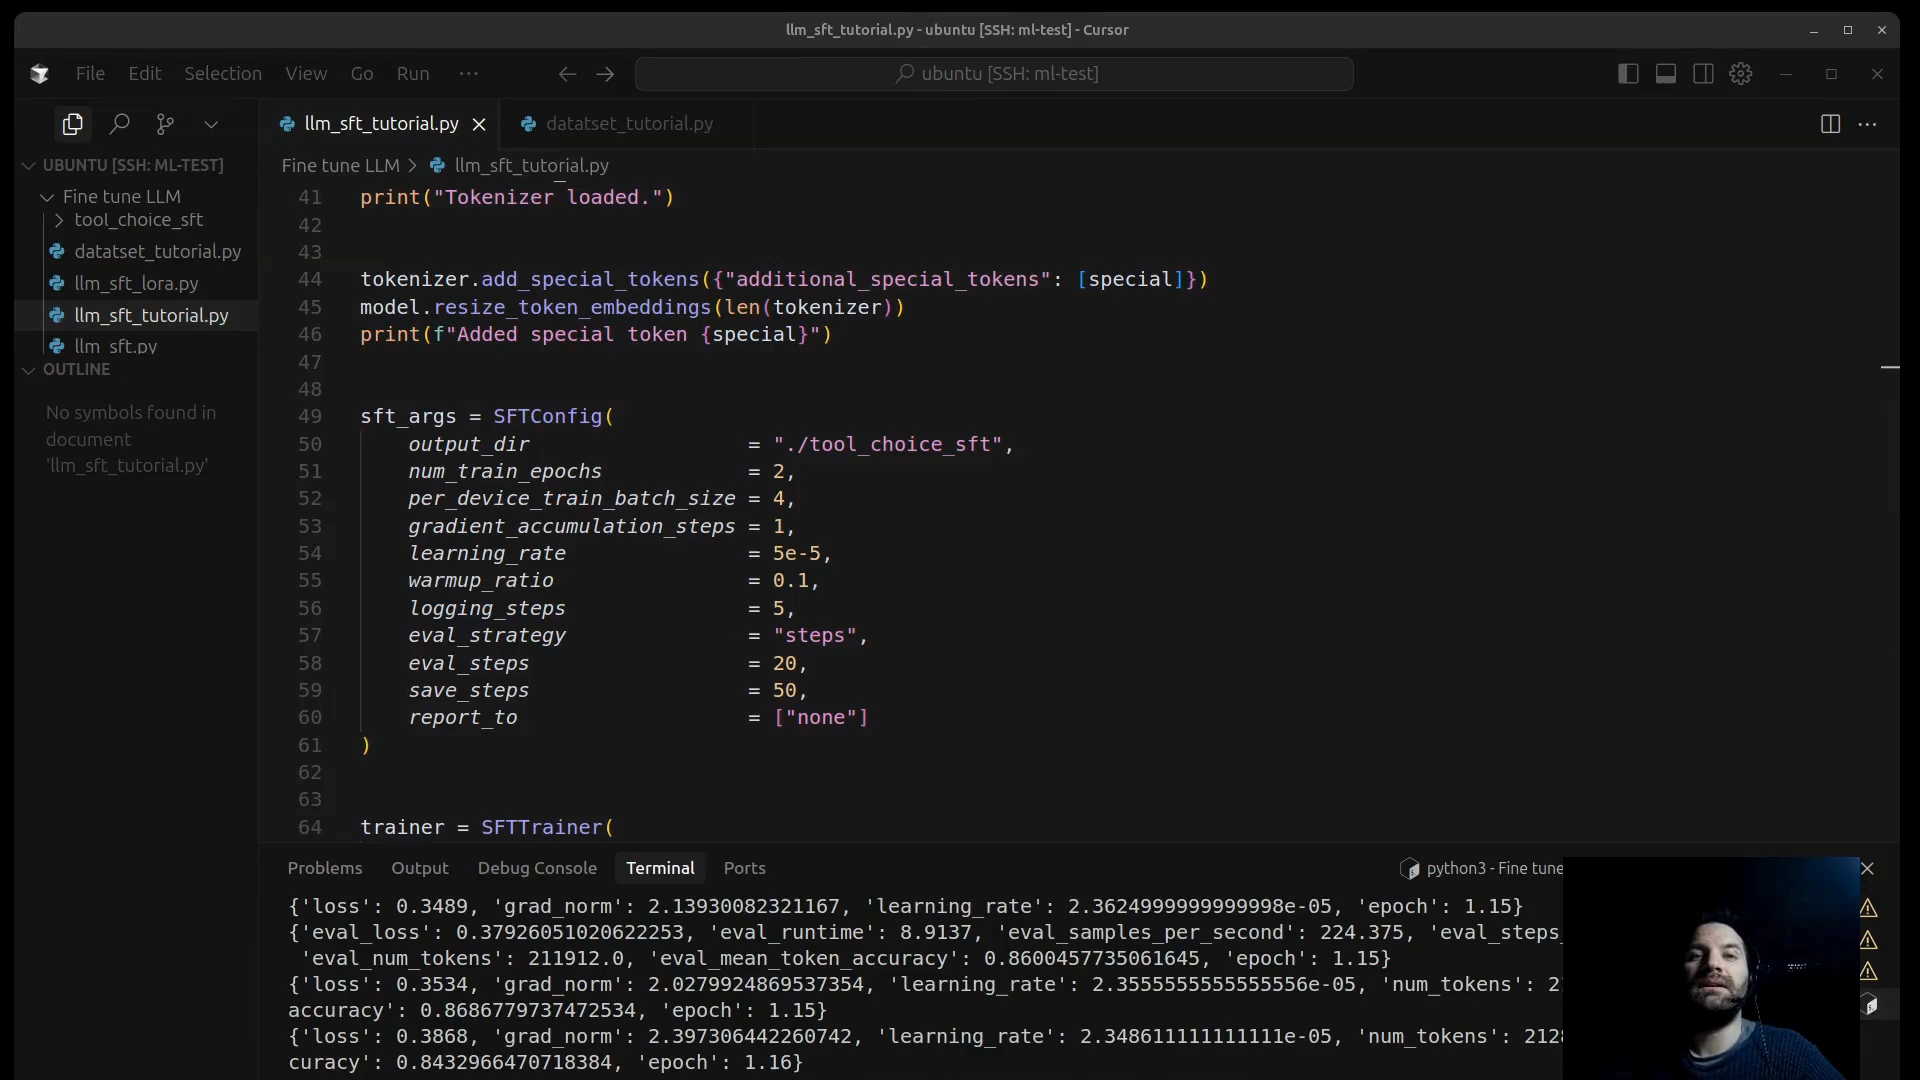 llm_sft_tutorial.py - ubuntu [SSH: ml-test] - Cursor
File Edit Selection View Go Run ··· ubuntu [SSH: ml-test]
llm_sft_tutorial.py datatset_tutorial.py
UBUNTU [SSH: ML-TEST]
Fine tune LLM
tool_choice_sft
datatset_tutorial.py
llm_sft_lora.py
llm_sft_tutorial.py
llm_sft.py
OUTLINE
No symbols found in
document
'llm_sft_tutorial.py'
Fine tune LLM > llm_sft_tutorial.py
41 print("Tokenizer loaded.")
42
43
44 tokenizer.add_special_tokens({"additional_special_tokens": [special]})
45 model.resize_token_embeddings(len(tokenizer))
46 print(f"Added special token {special}")
47
48
49 sft_args = SFTConfig(
50 output_dir = "./tool_choice_sft",
51 num_train_epochs = 2,
52 per_device_train_batch_size = 4,
53 gradient_accumulation_steps = 1,
54 learning_rate = 5e-5,
55 warmup_ratio = 0.1,
56 logging_steps = 5,
57 eval_strategy = "steps",
58 eval_steps = 20,
59 save_steps = 50,
60 report_to = ["none"]
61 )
62
63
64 trainer = SFTTrainer(
Problems Output Debug Console Terminal Ports python3 - Fine tune
{'loss': 0.3489, 'grad_norm': 2.13930082321167, 'learning_rate': 2.3624999999999998e-05, 'epoch': 1.15}
{'eval_loss': 0.37926051020622253, 'eval_runtime': 8.9137, 'eval_samples_per_second': 224.375, 'eval_steps_
'eval_num_tokens': 211912.0, 'eval_mean_token_accuracy': 0.8600457735061645, 'epoch': 1.15}
{'loss': 0.3534, 'grad_norm': 2.0279924869537354, 'learning_rate': 2.3555555555555556e-05, 'num_tokens': 2
accuracy': 0.8686779737472534, 'epoch': 1.15}
{'loss': 0.3868, 'grad_norm': 2.397306442260742, 'learning_rate': 2.348611111111111e-05, 'num_tokens': 212
curacy': 0.8432966470718384, 'epoch': 1.16}